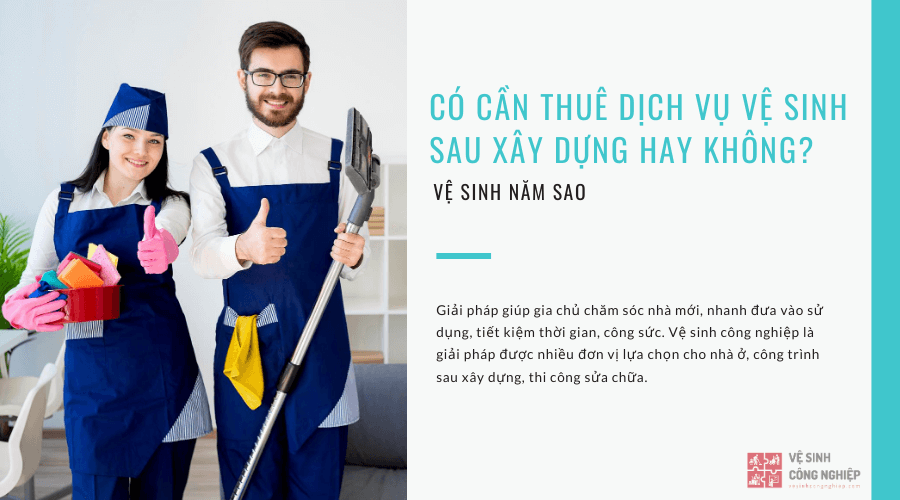 CÓ CẦN THUÊ DỊCH VỤ VỆ SINH
SAU XÂY DỰNG HAY KHÔNG?
VỆ SINH NĂM SAO
Giải pháp giúp gia chủ chăm sóc nhà mới, nhanh đưa vào sử
dụng, tiết kiệm thời gian, công sức. Vệ sinh công nghiệp là
giải pháp được nhiều đơn vị lựa chọn cho nhà ở, công trình
sau xây dựng, thi công sửa chữa.
VỆ SINH
CÔNG NGHIỆP